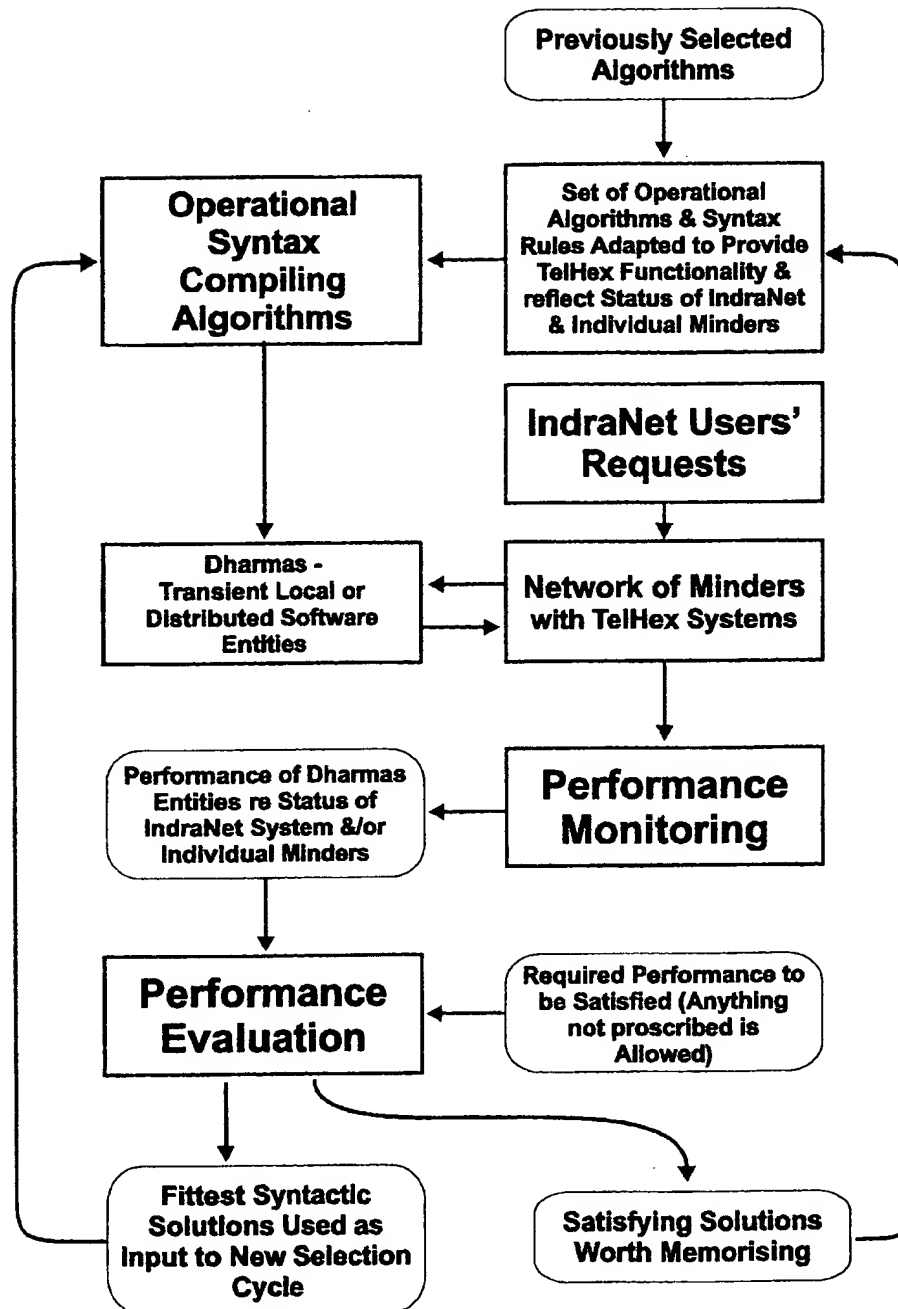 Previously Selected
Algorithms
Operational
Syntax
Compiling
Algorithms
Set of Operational
Algorithms & Syntax
Rules Adapted to Provide
TelHex Functionality &
reflect Status of IndraNet
& Individual Minders
IndraNet Users'
Requests
Dharmas -
Transient Local or
Distributed Software
Entities
Network of Minders
with TelHex Systems
Performance of Dharmas
Entities re Status of
IndraNet System &/or
Individual Minders
Performance
Monitoring
Performance
Evaluation
Required Performance to
be Satisfied (Anything
not proscribed is
Allowed)
Fittest Syntactic
Solutions Used as
Input to New Selection
Cycle
Satisfying Solutions
Worth Memorising